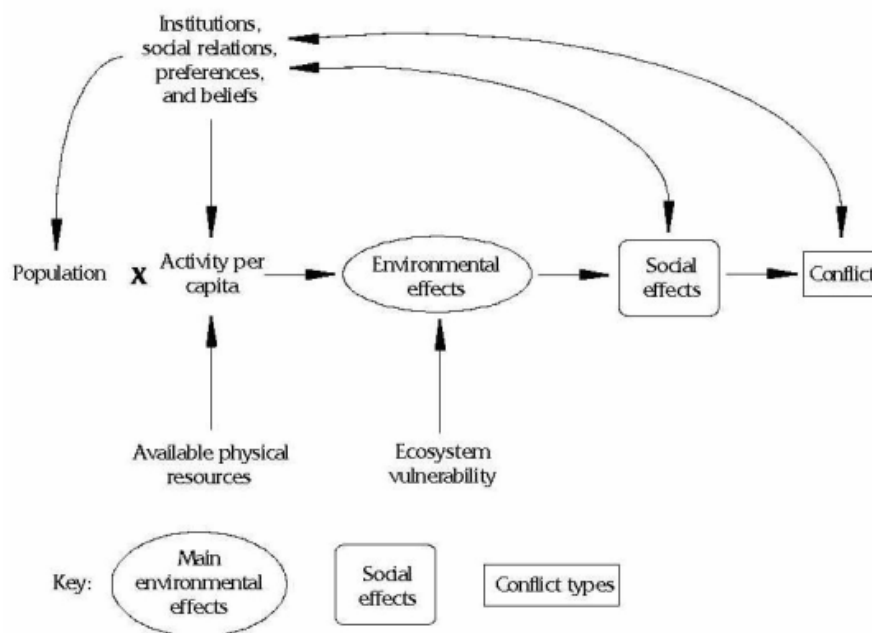 Institutions,
social relations,
preferences,
and beliefs
Population
X
Activity per
capita
Environmental
effects
Social
effects
Conflict
Available physical
resources
Ecosystem
vulnerability
Key:
Main
environmental
effects
Social
effects
Conflict types